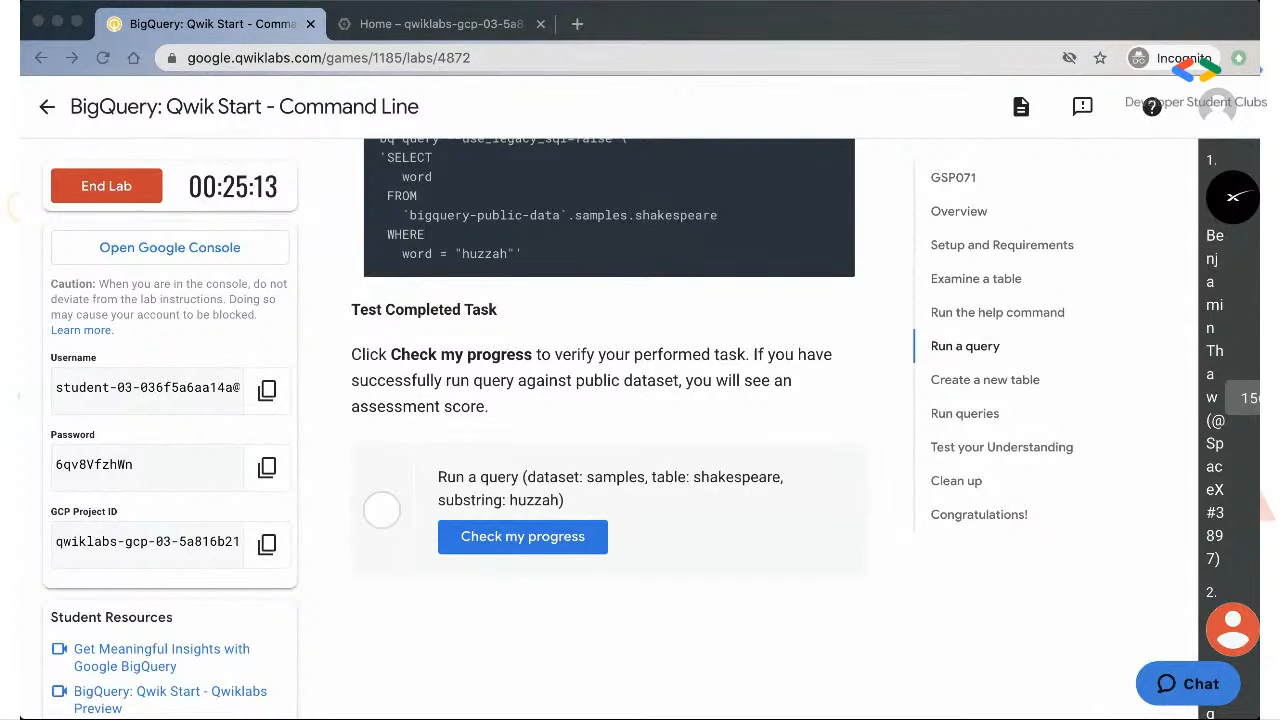 BigQuery: Qwik Start - Comma
Home – qwiklabs-gcp-03-5a8
google.qwiklabs.com/games/1185/labs/4872
Incognito
BigQuery: Qwik Start - Command Line
Developer Student Clubs
End Lab
00:25:13
Open Google Console
Caution: When you are in the console, do not
deviate from the lab instructions. Doing so
may cause your account to be blocked.
Learn more.
Username
student-03-036f5a6aa14a@
Password
6qv8VfzhWn
GCP Project ID
qwiklabs-gcp-03-5a816b21
Student Resources
Get Meaningful Insights with
Google BigQuery
BigQuery: Qwik Start - Qwiklabs
Preview
bq query --use_legacy_sql=false \
'SELECT
word
FROM
`bigquery-public-data`.samples.shakespeare
WHERE
word = "huzzah"'
Test Completed Task
Click Check my progress to verify your performed task. If you have
successfully run query against public dataset, you will see an
assessment score.
Run a query (dataset: samples, table: shakespeare,
substring: huzzah)
Check my progress
GSP071
Overview
Setup and Requirements
Examine a table
Run the help command
Run a query
Create a new table
Run queries
Test your Understanding
Clean up
Congratulations!
1.
Be
nj
a
mi
n
Th
a
w
(@
Sp
ac
eX
#3
89
7)
2.
Chat